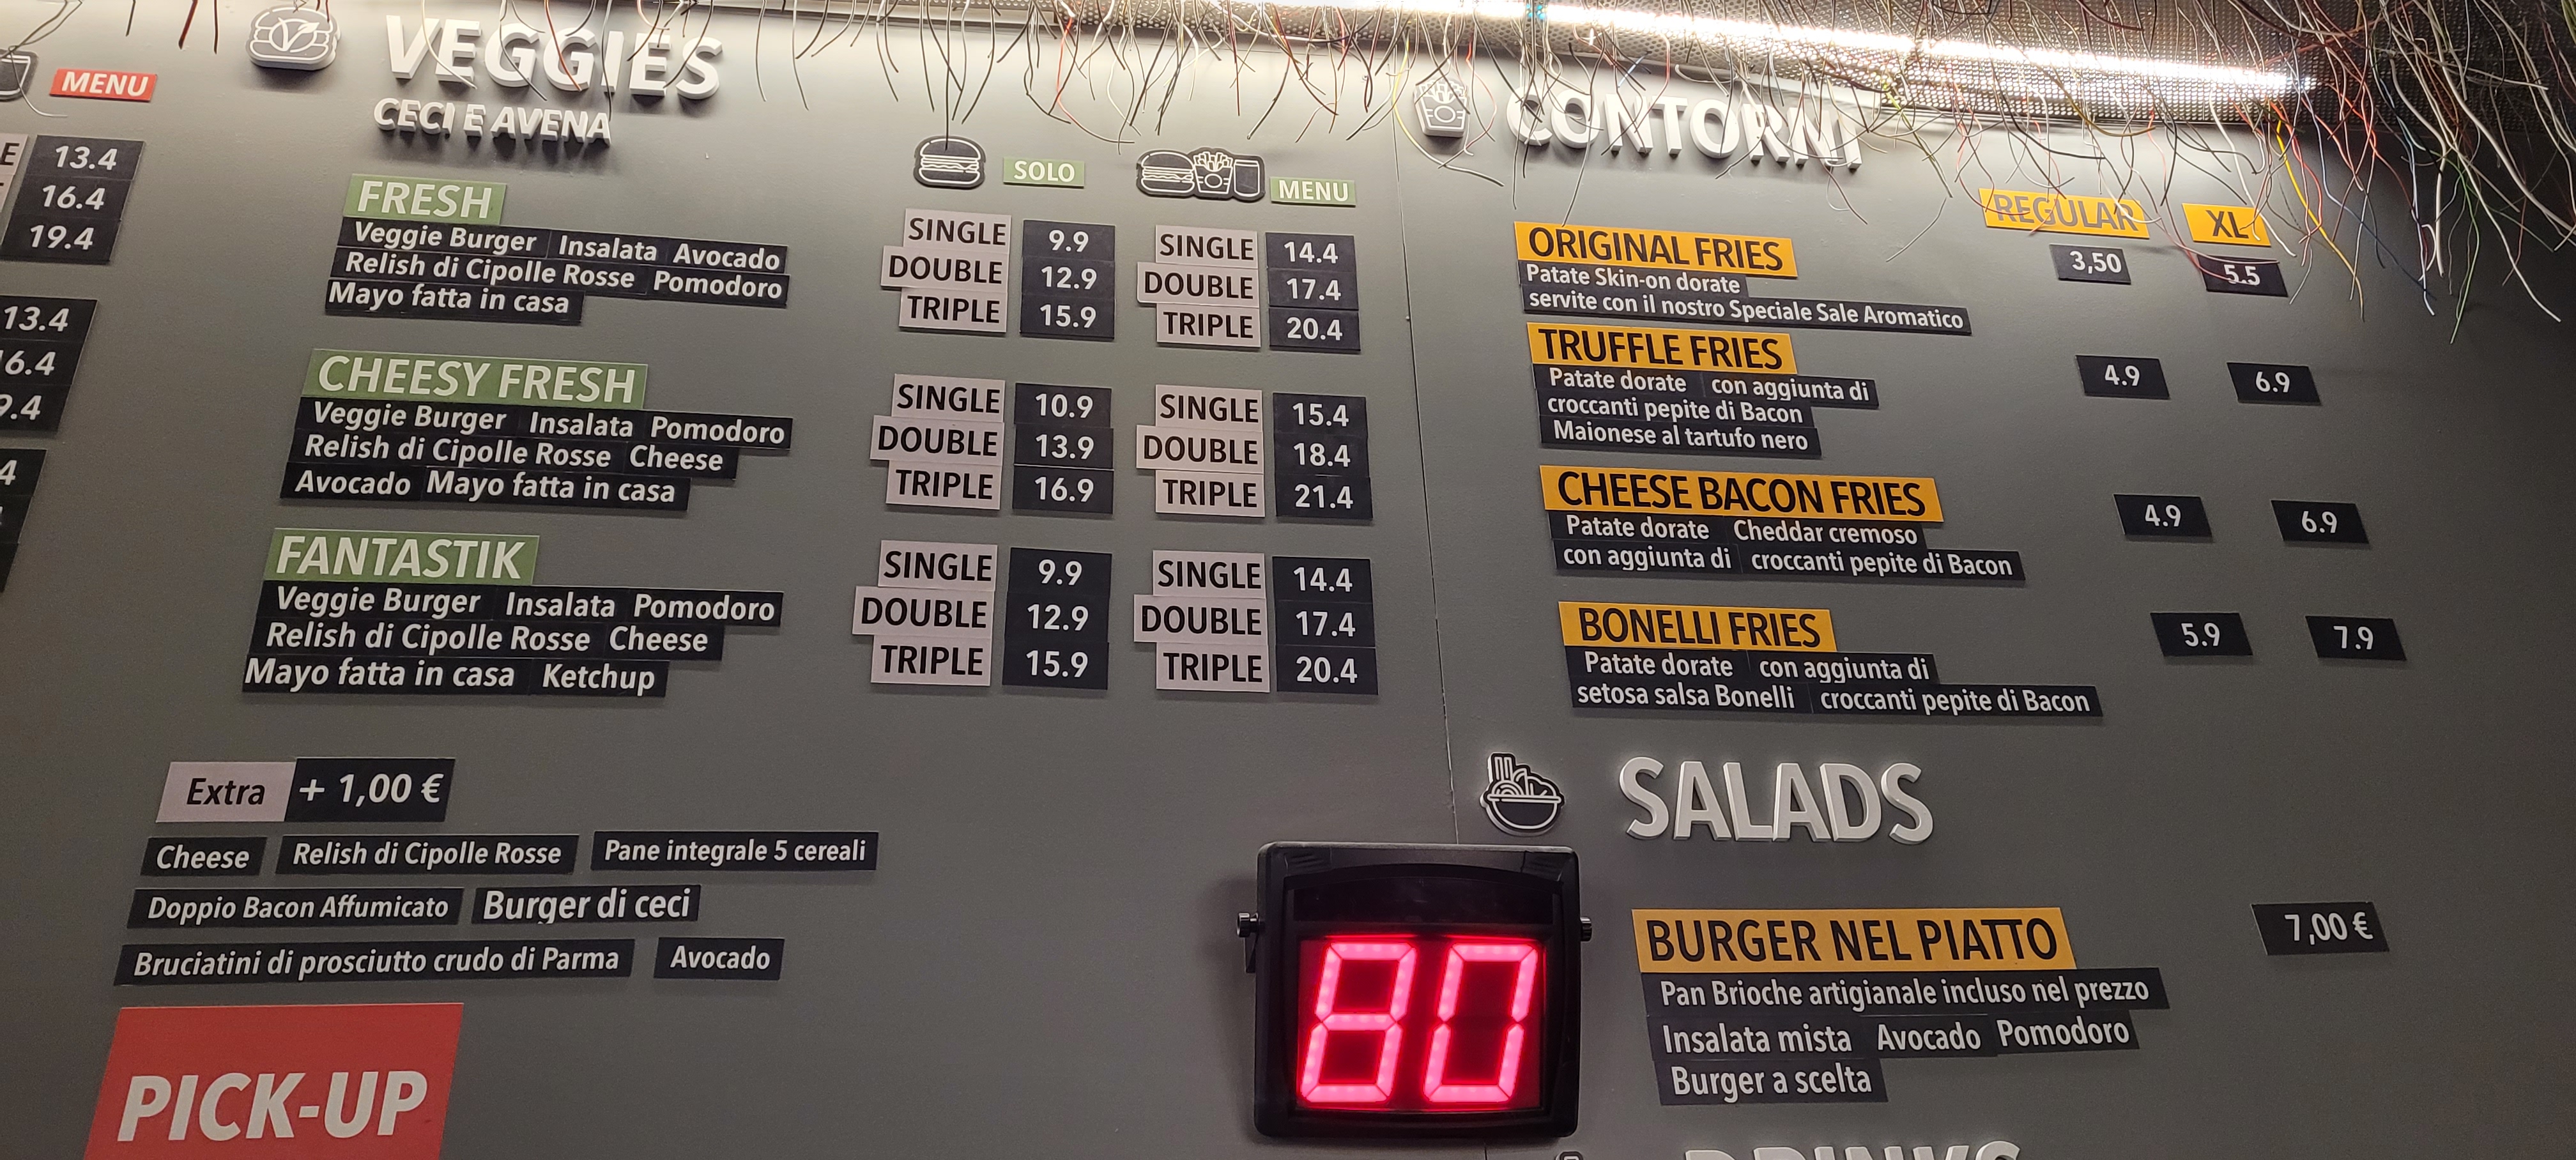 MENU
13.4
16.4
19.4
13.4
6.4
.4
4
VEGGIES
CECI E AVENA
SOLO
MENU
FRESH
Veggie Burger Insalata Avocado
Relish di Cipolle Rosse Pomodoro
Mayo fatta in casa
SINGLE 9.9 SINGLE 14.4
DOUBLE 12.9 DOUBLE 17.4
TRIPLE 15.9 TRIPLE 20.4
CHEESY FRESH
Veggie Burger Insalata Pomodoro
Relish di Cipolle Rosse Cheese
Avocado Mayo fatta in casa
SINGLE 10.9 SINGLE 15.4
DOUBLE 13.9 DOUBLE 18.4
TRIPLE 16.9 TRIPLE 21.4
FANTASTIK
Veggie Burger Insalata Pomodoro
Relish di Cipolle Rosse Cheese
Mayo fatta in casa Ketchup
SINGLE 9.9 SINGLE 14.4
DOUBLE 12.9 DOUBLE 17.4
TRIPLE 15.9 TRIPLE 20.4
Extra + 1,00 €
Cheese Relish di Cipolle Rosse Pane integrale 5 cereali
Doppio Bacon Affumicato Burger di ceci
Bruciatini di prosciutto crudo di Parma Avocado
PICK-UP
80
CONTORNI
REGULAR XL
ORIGINAL FRIES 3,50 5.5
Patate Skin-on dorate
servite con il nostro Speciale Sale Aromatico
TRUFFLE FRIES 4.9 6.9
Patate dorate con aggiunta di
croccanti pepite di Bacon
Maionese al tartufo nero
CHEESE BACON FRIES 4.9 6.9
Patate dorate Cheddar cremoso
con aggiunta di croccanti pepite di Bacon
BONELLI FRIES 5.9 7.9
Patate dorate con aggiunta di
setosa salsa Bonelli croccanti pepite di Bacon
SALADS
BURGER NEL PIATTO 7,00 €
Pan Brioche artigianale incluso nel prezzo
Insalata mista Avocado Pomodoro
Burger a scelta
DRINKS